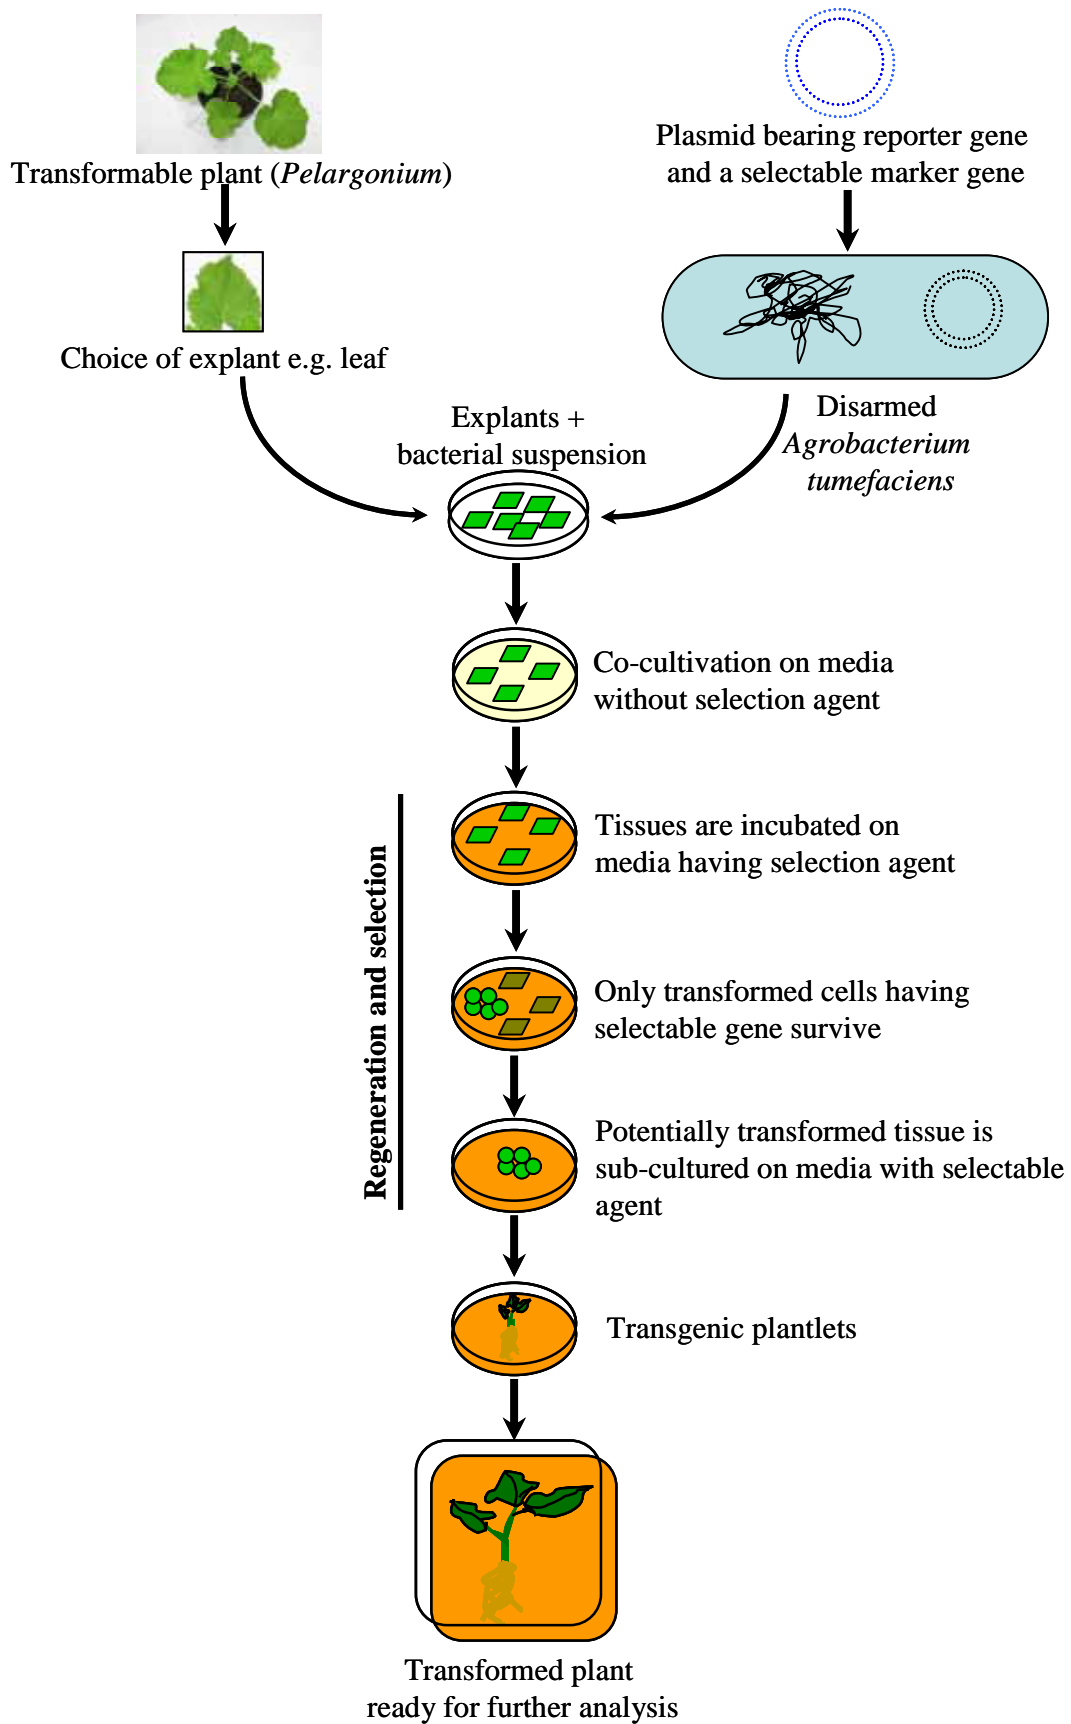 Transformable plant (Pelargonium)
Plasmid bearing reporter gene
and a selectable marker gene
Choice of explant e.g. leaf
Disarmed
Agrobacterium
tumefaciens
Explants +
bacterial suspension
Co-cultivation on media
without selection agent
Regeneration and selection
Tissues are incubated on
media having selection agent
Only transformed cells having
selectable gene survive
Potentially transformed tissue is
sub-cultured on media with selectable
agent
Transgenic plantlets
Transformed plant
ready for further analysis